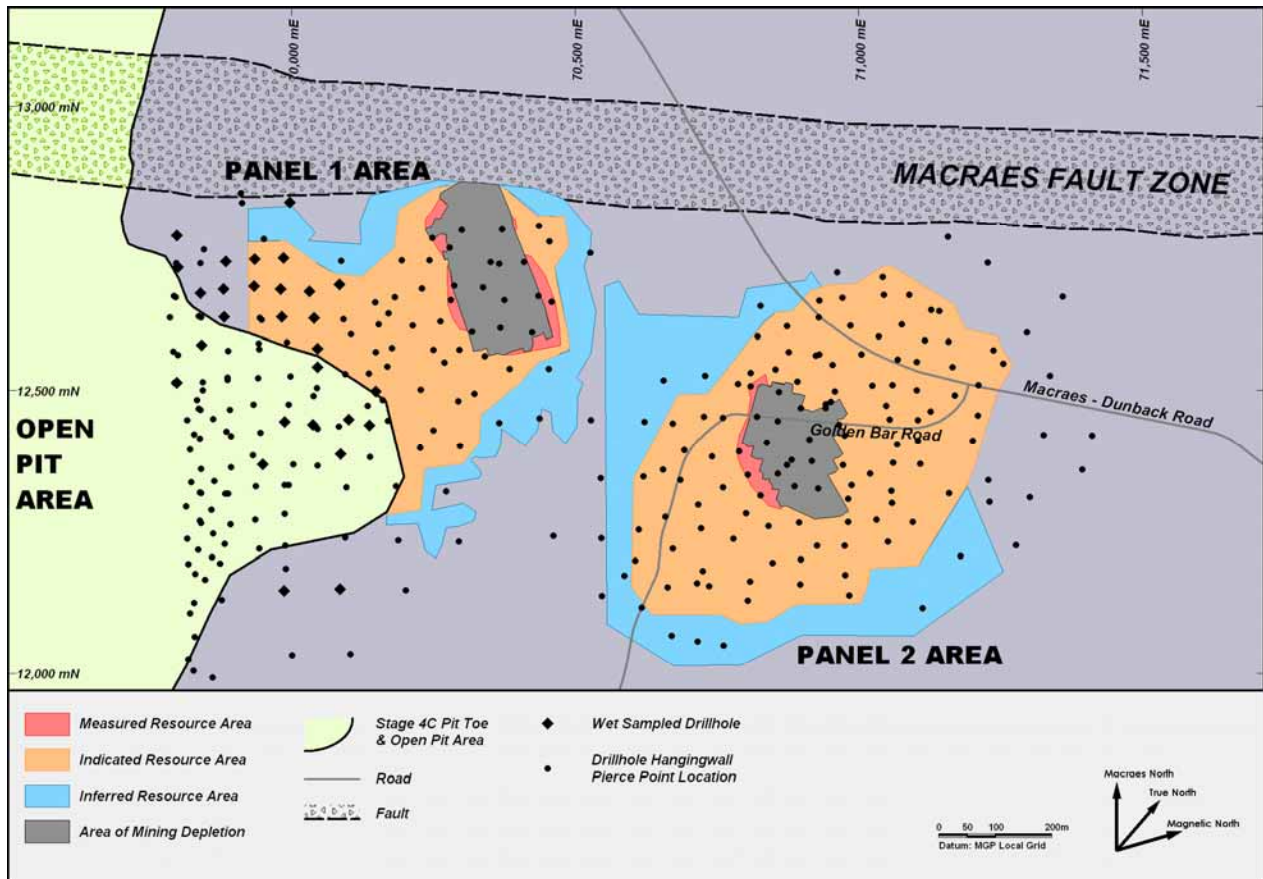 70,000 mE
70,500 mE
71,000 mE
71,500 mE
13,000 mN
PANEL 1 AREA
MACRAES FAULT ZONE
12,500 mN
Macraes - Dunback Road
OPEN
PIT
AREA
Golden Bar Road
PANEL 2 AREA
12,000 mN
Measured Resource Area
Indicated Resource Area
Inferred Resource Area
Area of Mining Depletion
Stage 4C Pit Toe
& Open Pit Area
Road
Fault
Wet Sampled Drillhole
Drillhole Hangingwall
Pierce Point Location
0 50 100 200m
Datum: MGP Local Grid
Macraes North
True North
Magnetic North